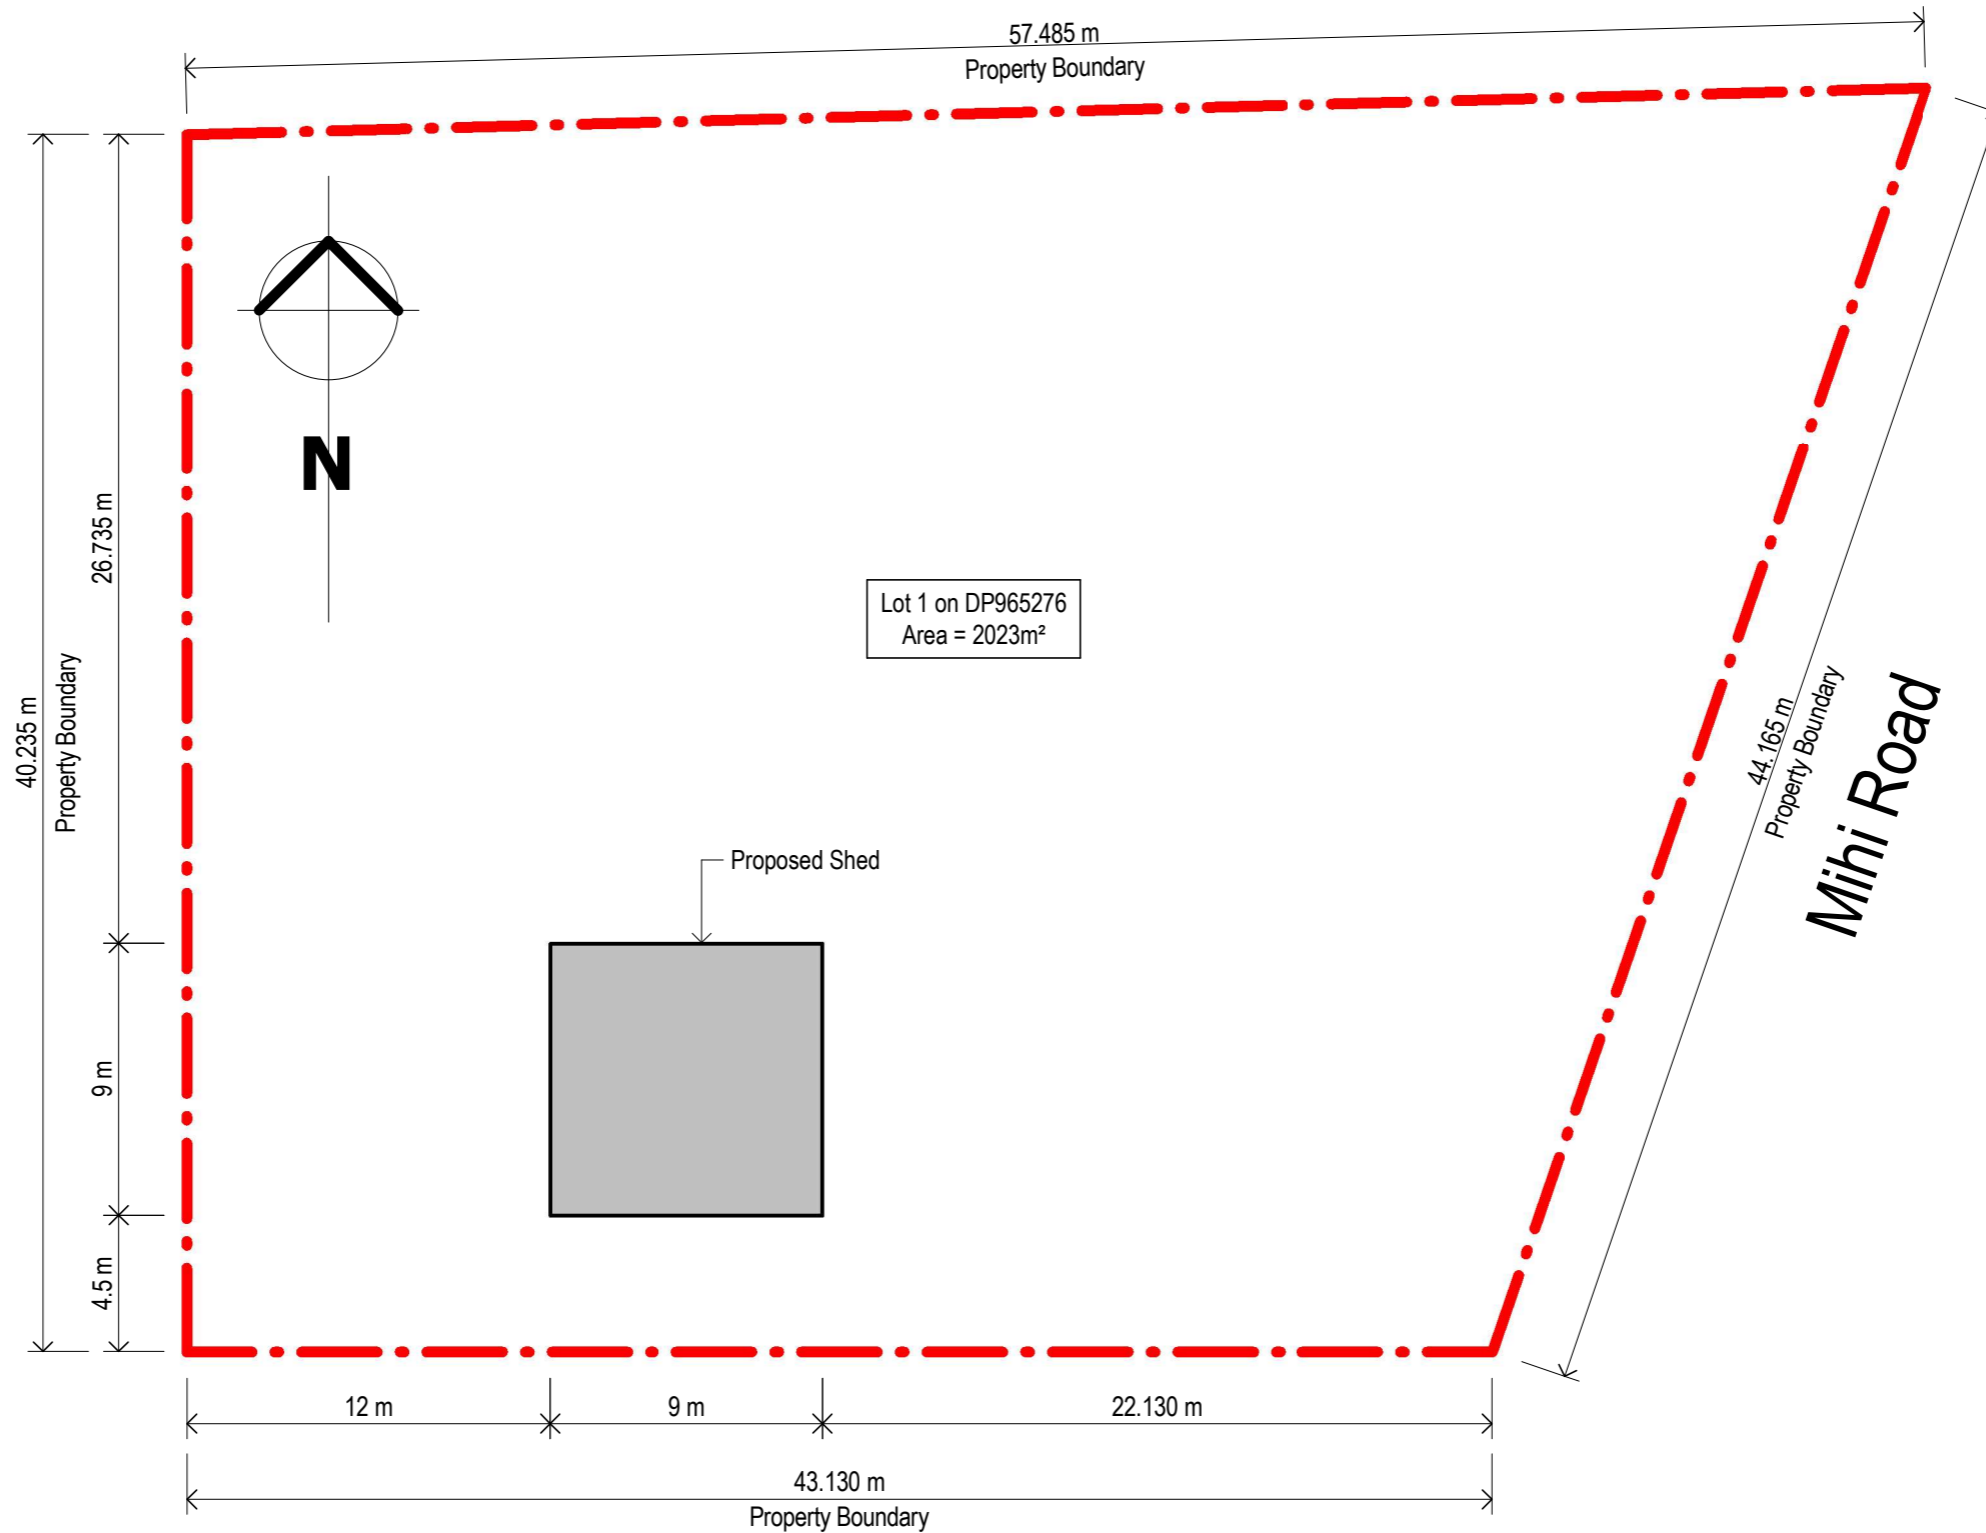 57.485 m
Property Boundary
N
26.735 m
40.235 m
Property Boundary
Lot 1 on DP965276
Area = 2023m²
44.165 m
Property Boundary
Mihi Road
Proposed Shed
9 m
4.5 m
12 m
9 m
22.130 m
43.130 m
Property Boundary